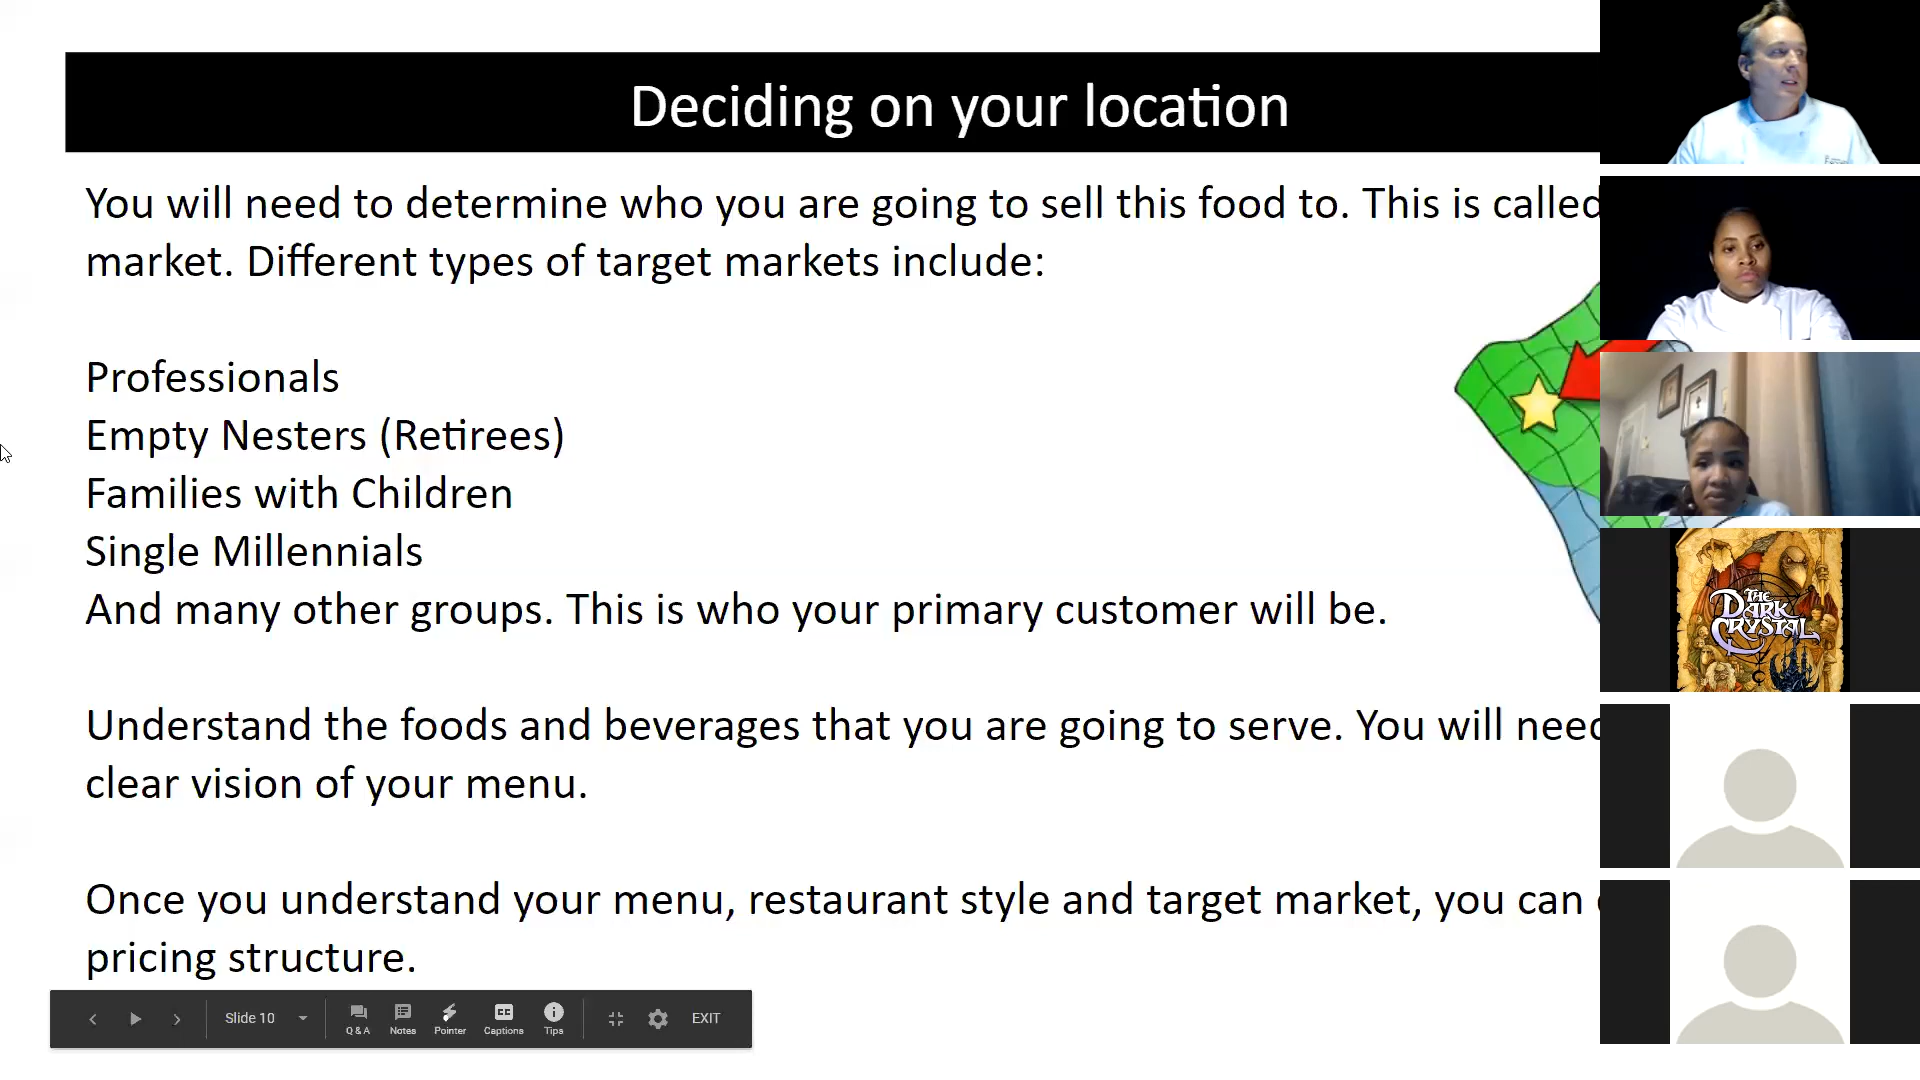 Deciding on your location
You will need to determine who you are going to sell this food to. This is called
market. Different types of target markets include:
Professionals
Empty Nesters (Retirees)
Families with Children
Single Millennials
And many other groups. This is who your primary customer will be.
Understand the foods and beverages that you are going to serve. You will need
clear vision of your menu.
Once you understand your menu, restaurant style and target market, you can
pricing structure.
THE
DARK
CRYSTAL
Slide 10
Q & A
Notes
Pointer
Captions
Tips
EXIT